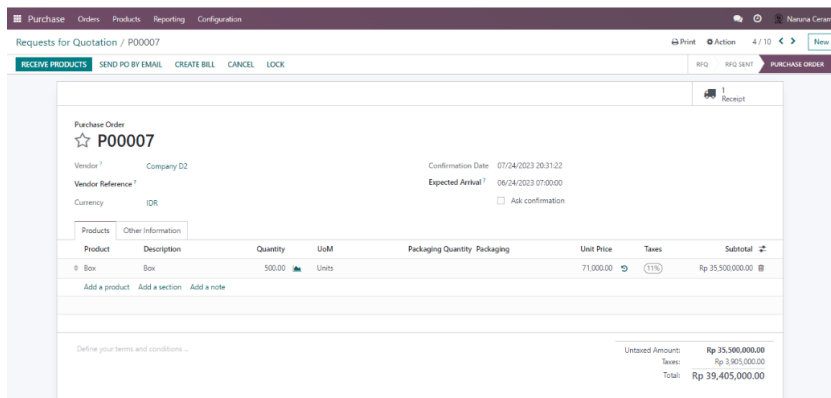 Purchase Orders Products Reporting Configuration Naruna Ceram
Requests for Quotation / P00007 Print Action 4 / 10 New
RECEIVE PRODUCTS SEND PO BY EMAIL CREATE BILL CANCEL LOCK RFQ RFQ SENT PURCHASE ORDER
1
Receipt
Purchase Order
P00007
Vendor ? Company D2 Confirmation Date 07/24/2023 20:31:22
Vendor Reference ? Expected Arrival ? 06/24/2023 07:00:00
Currency IDR Ask confirmation
Products Other Information
Product Description Quantity UoM Packaging Quantity Packaging Unit Price Taxes Subtotal
Box Box 500.00 Units 71,000.00 11% Rp 35,500,000.00
Add a product Add a section Add a note
Define your terms and conditions ... Untaxed Amount: Rp 35,500,000.00
Taxes: Rp 3,905,000.00
Total: Rp 39,405,000.00